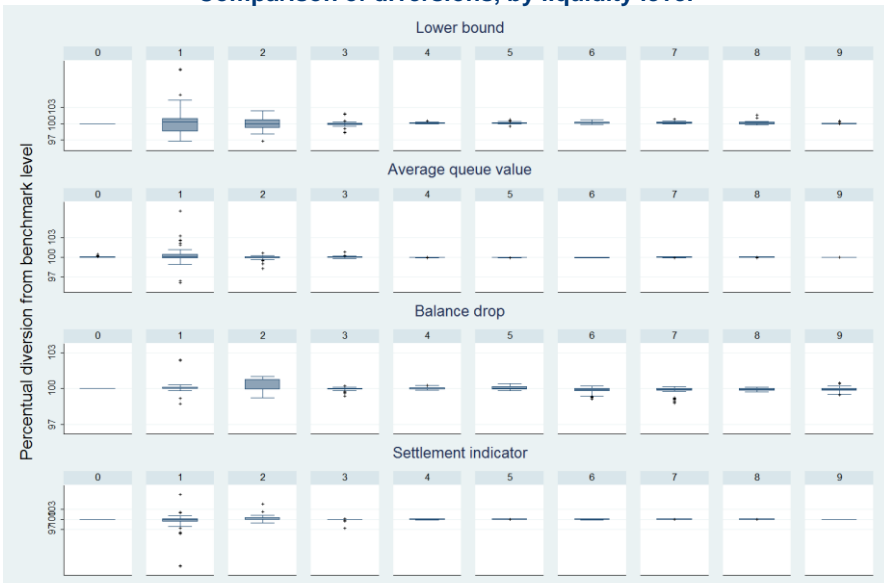 Comparison of diversions, by liquidity level
Percentual diversion from benchmark level
Lower bound
0 1 2 3 4 5 6 7 8 9
103
100
97
Average queue value
0 1 2 3 4 5 6 7 8 9
103
100
97
Balance drop
0 1 2 3 4 5 6 7 8 9
103
100
97
Settlement indicator
0 1 2 3 4 5 6 7 8 9
103
100
97